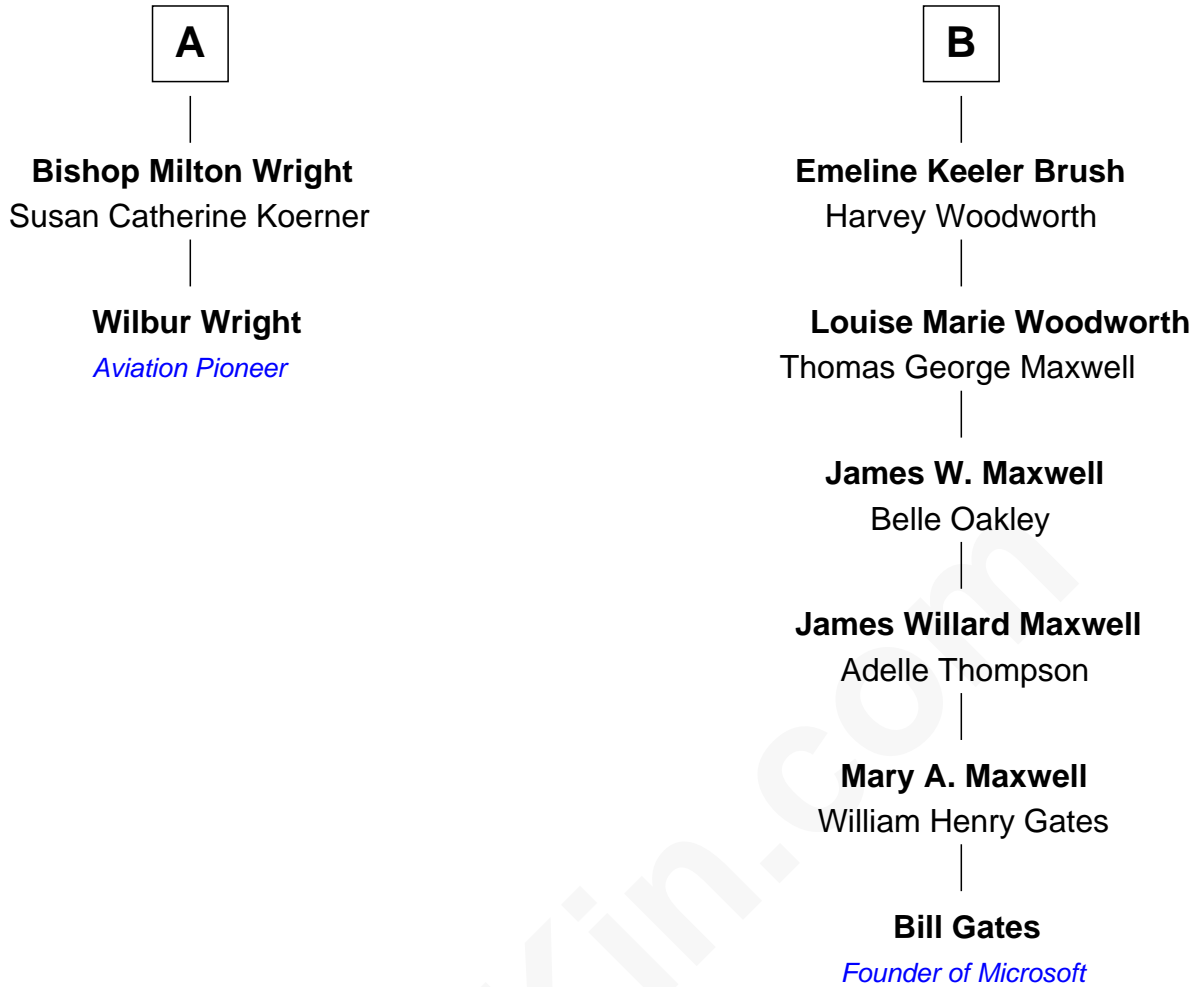 A
Bishop Milton Wright
Susan Catherine Koerner
Wilbur Wright
Aviation Pioneer
B
Emeline Keeler Brush
Harvey Woodworth
Louise Marie Woodworth
Thomas George Maxwell
James W. Maxwell
Belle Oakley
James Willard Maxwell
Adelle Thompson
Mary A. Maxwell
William Henry Gates
Bill Gates
Founder of Microsoft
Kin.com